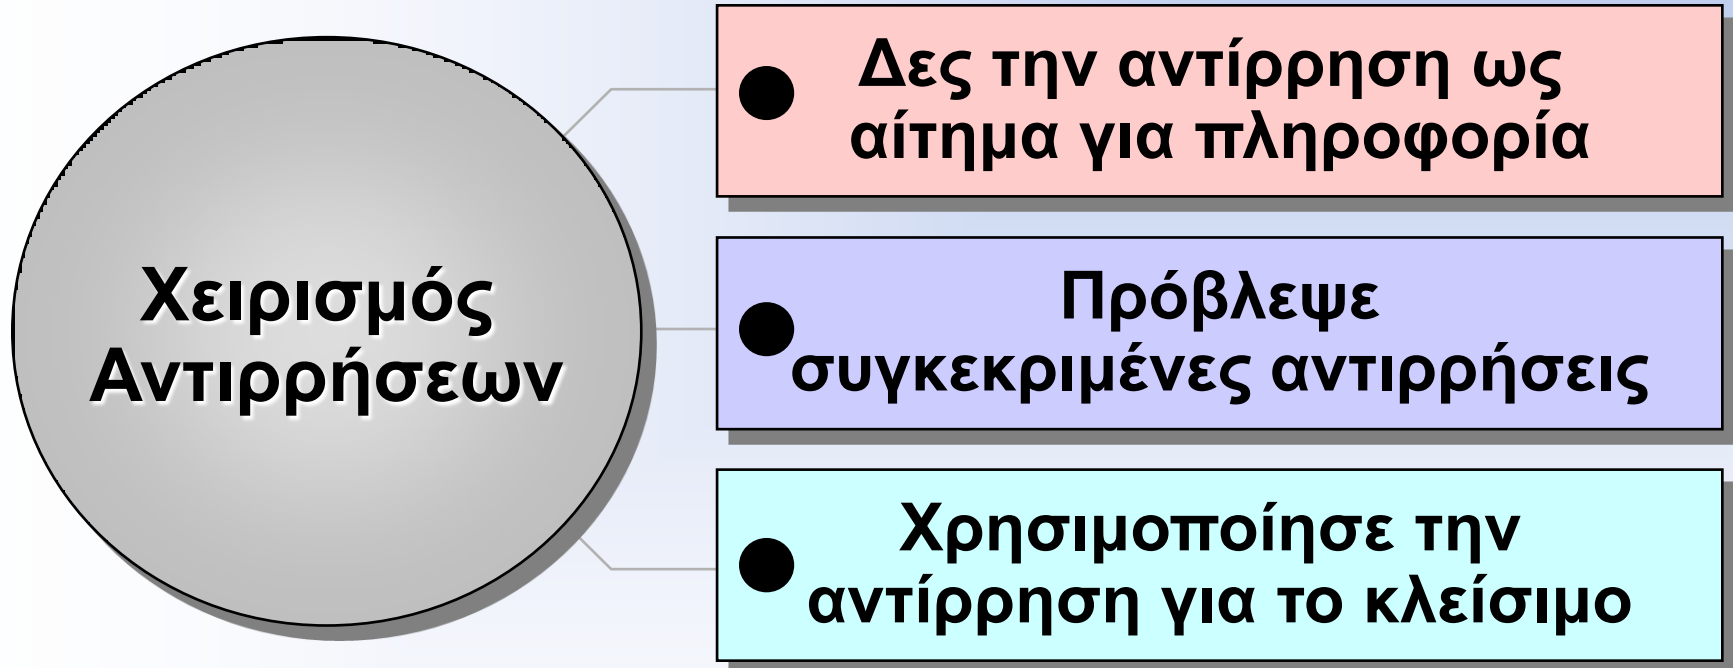 Χειρισμός
Αντιρρήσεων
● Δες την αντίρρηση ως
αίτημα για πληροφορία
● Πρόβλεψε
συγκεκριμένες αντιρρήσεις
● Χρησιμοποίησε την
αντίρρηση για το κλείσιμο